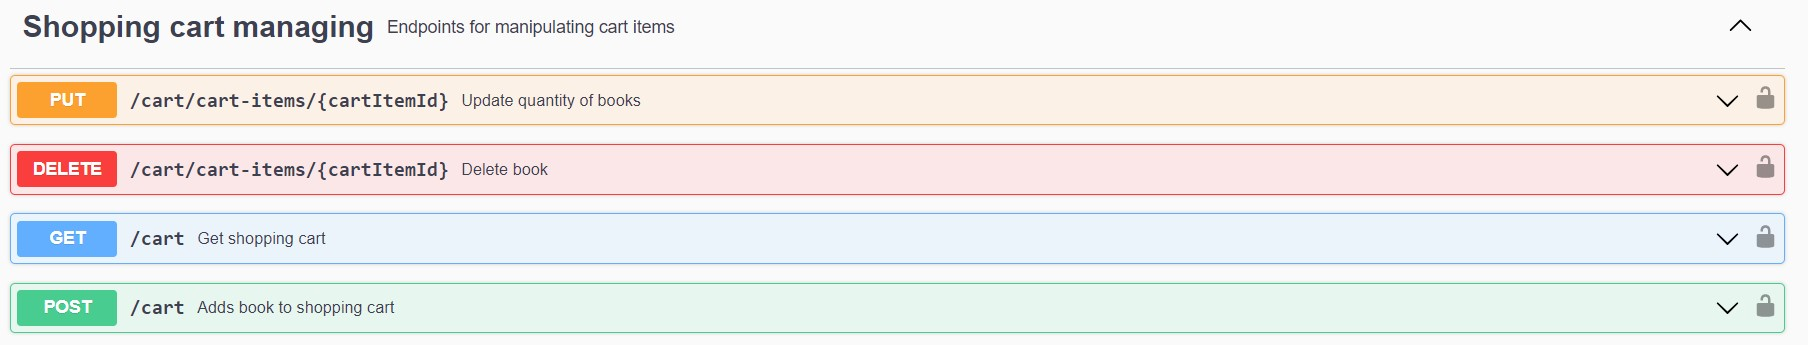 Shopping cart managing Endpoints for manipulating cart items
PUT /cart/cart-items/{cartItemId} Update quantity of books
DELETE /cart/cart-items/{cartItemId} Delete book
GET /cart Get shopping cart
POST /cart Adds book to shopping cart